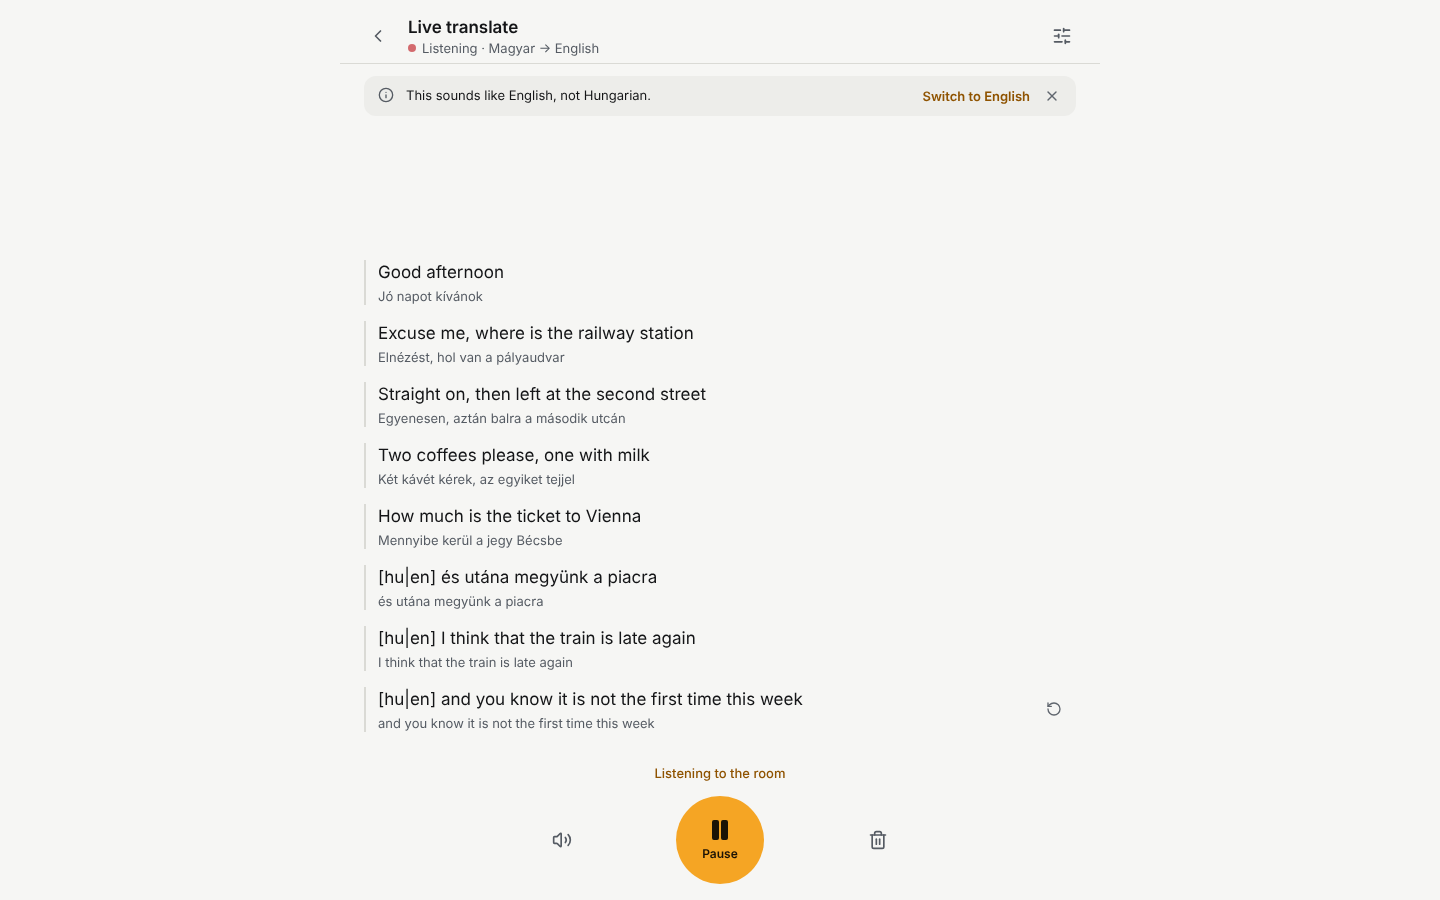 Live translate
Listening · Magyar → English
This sounds like English, not Hungarian.
Switch to English
Good afternoon
Jó napot kívánok
Excuse me, where is the railway station
Elnézést, hol van a pályaudvar
Straight on, then left at the second street
Egyenesen, aztán balra a második utcán
Two coffees please, one with milk
Két kávét kérek, az egyiket tejjel
How much is the ticket to Vienna
Mennyibe kerül a jegy Bécsbe
[hu|en] és utána megyünk a piacra
és utána megyünk a piacra
[hu|en] I think that the train is late again
I think that the train is late again
[hu|en] and you know it is not the first time this week
and you know it is not the first time this week
Listening to the room
Pause